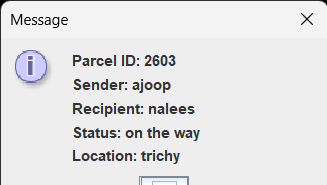 Message
Parcel ID: 2603
Sender: ajoop
Recipient: nalees
Status: on the way
Location: trichy